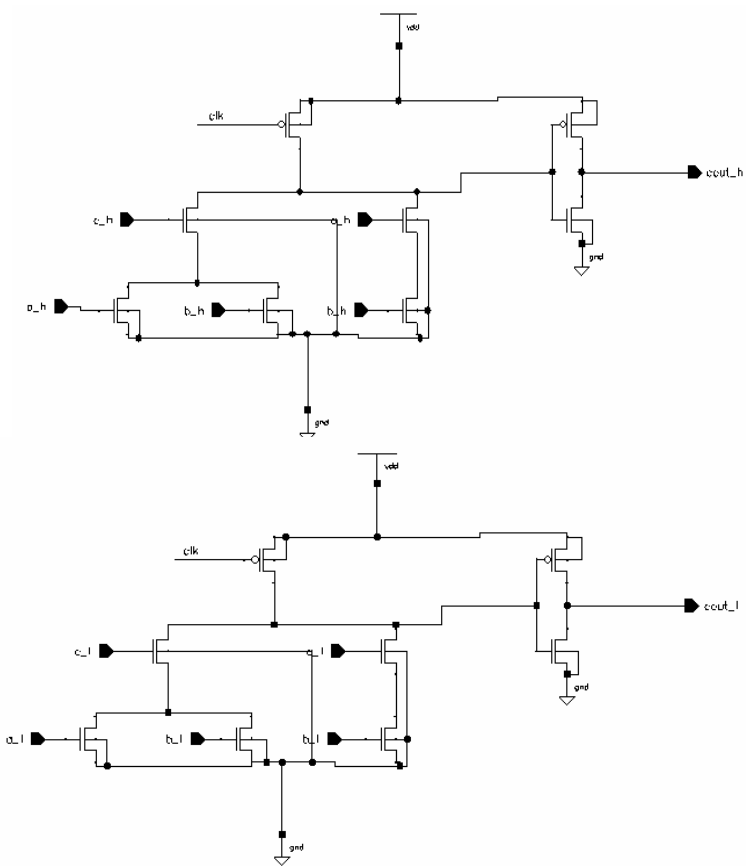 vdd
clk
cout_h
c_h
a_h
gnd
a_h
b_h
b_h
gnd
vdd
clk
cout_l
c_l
a_l
gnd
a_l
b_l
b_l
gnd